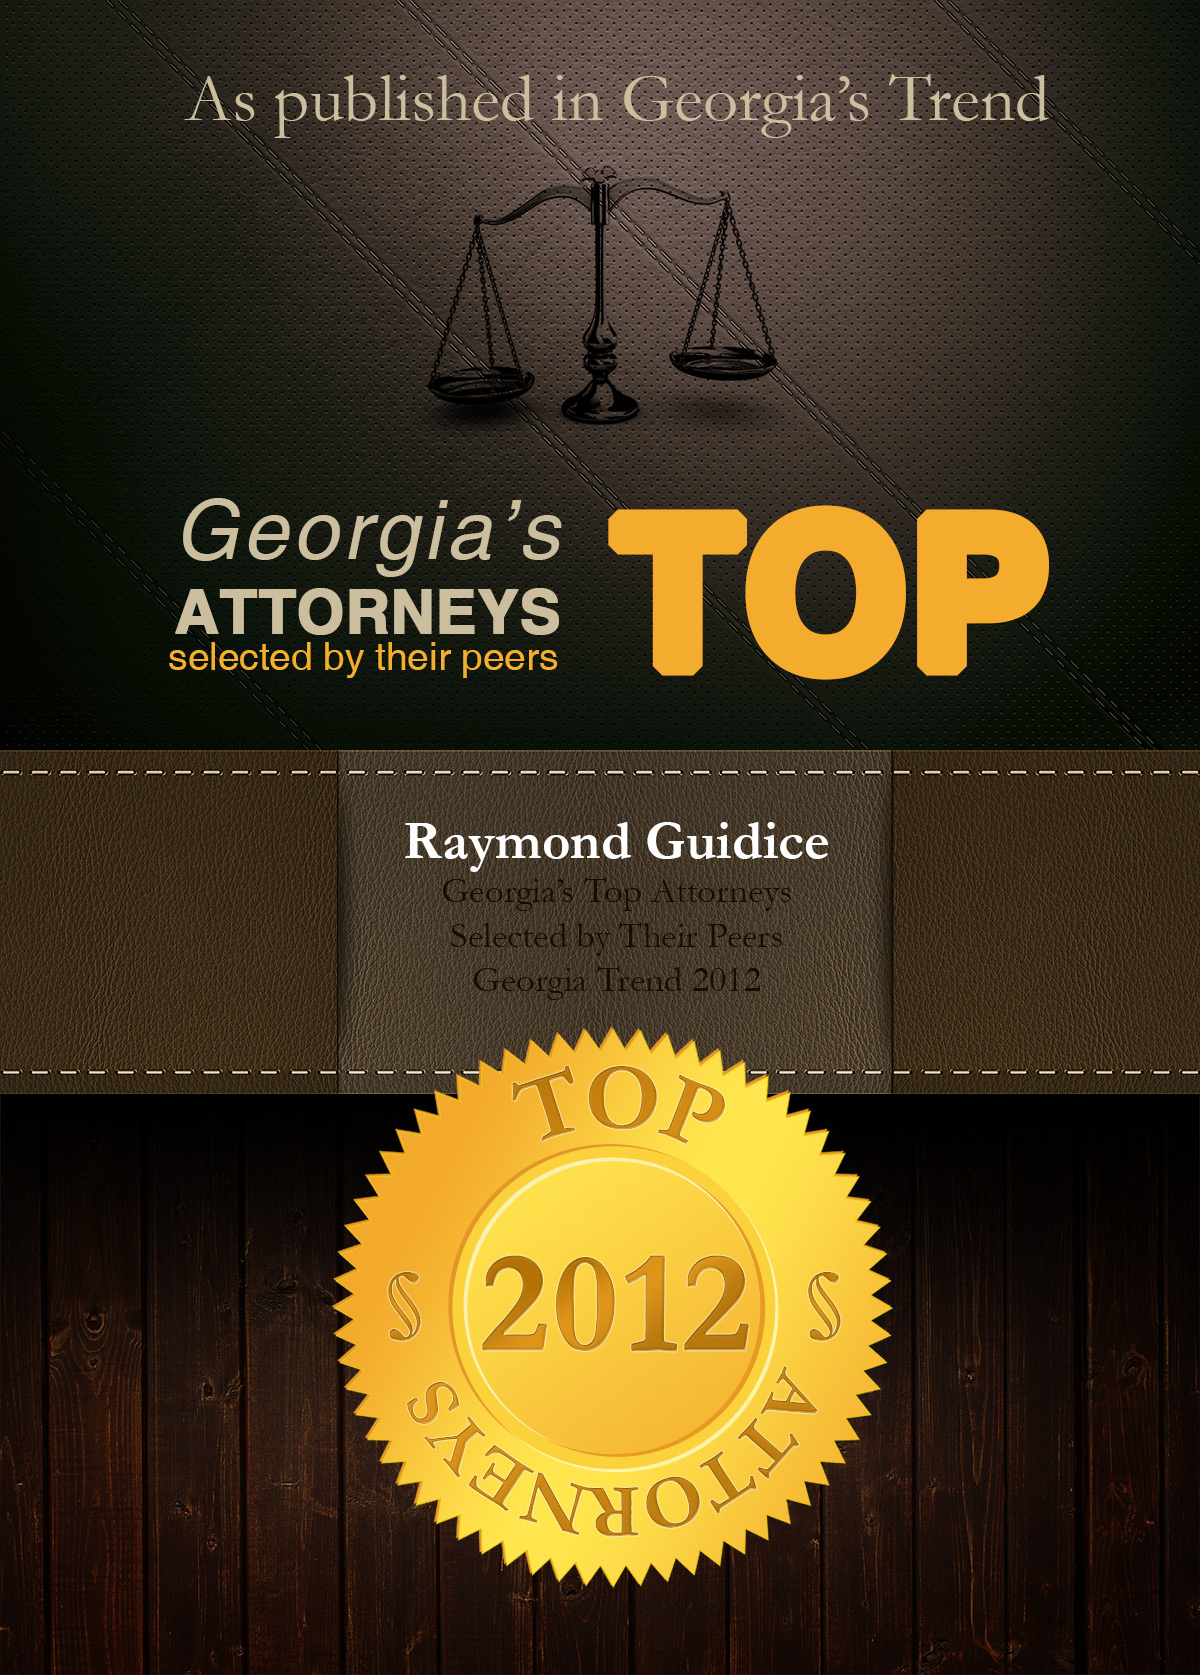 As published in Georgia's Trend
Georgia's
ATTORNEYS
selected by their peers
TOP
Raymond Guidice
Georgia's Top Attorneys
Selected by Their Peers
Georgia Trend 2012
TOP
2012
ATTORNEYS